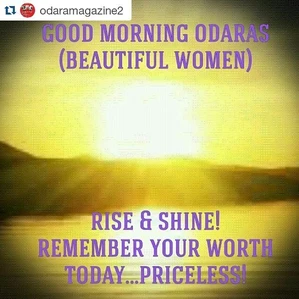 odaramagazine2
GOOD MORNING ODARAS
(BEAUTIFUL WOMEN)
RISE & SHINE!
REMEMBER YOUR WORTH
TODAY...PRICELESS!